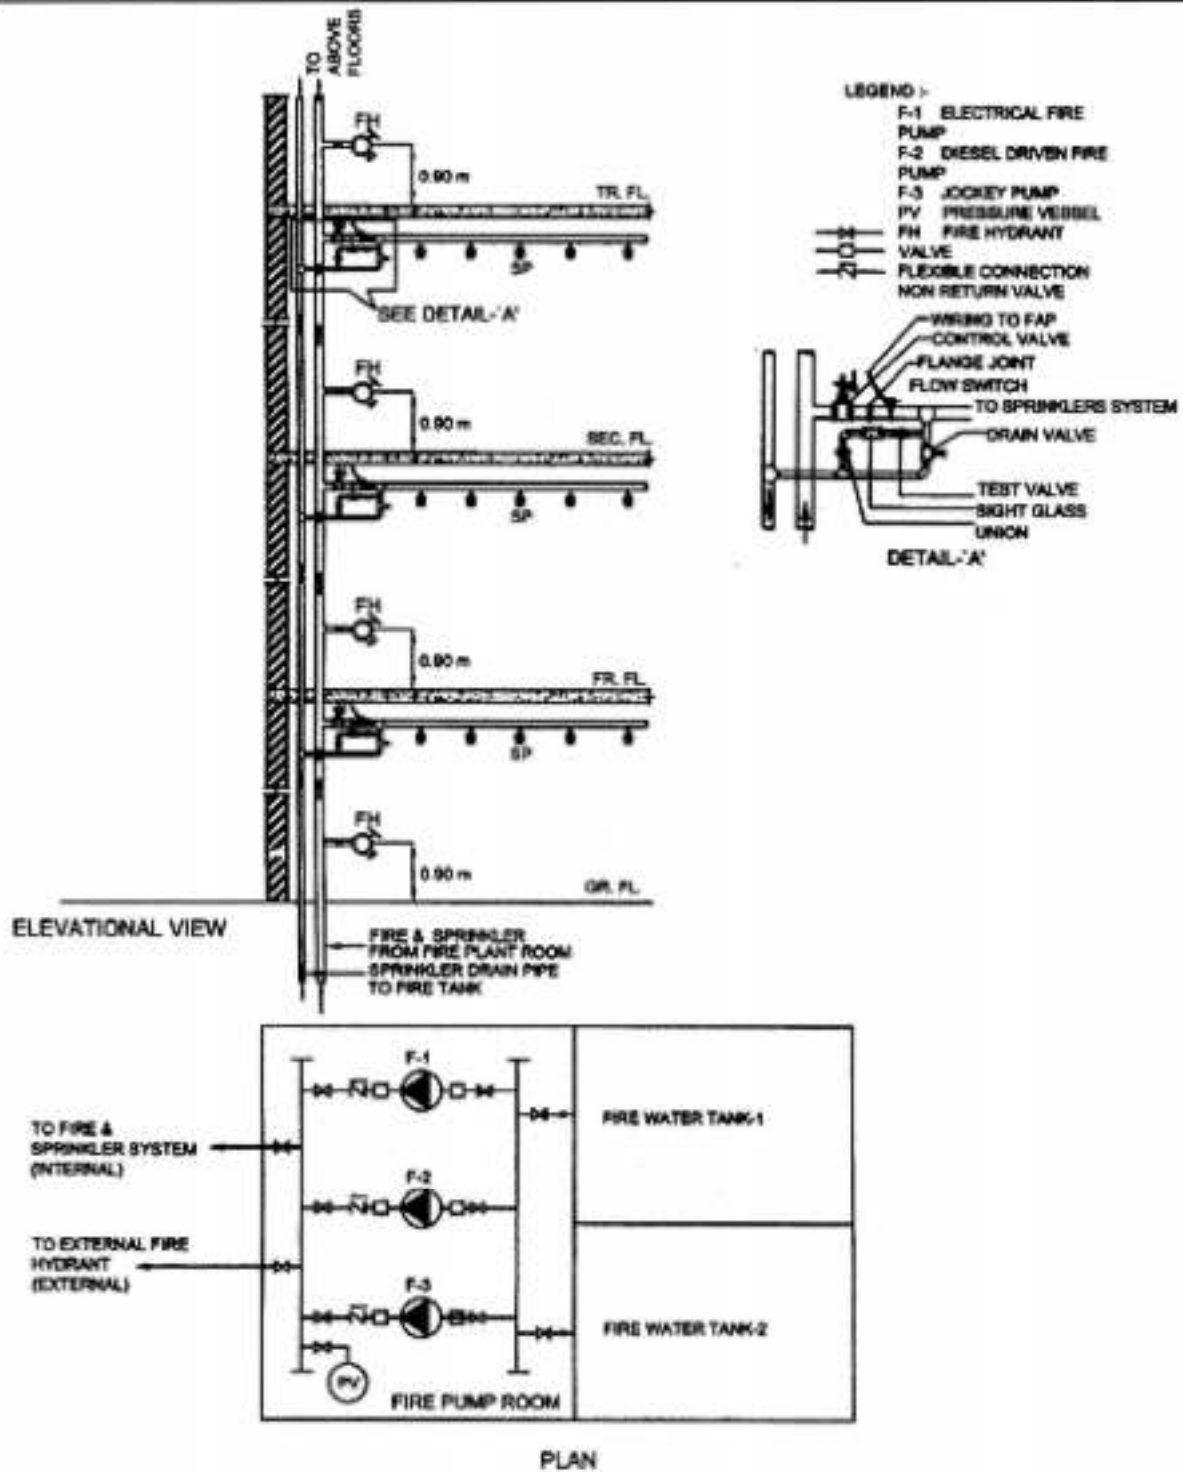 TO
ABOVE
FLOORS
FH
0.90 m
TR. FL.
SP
SEE DETAIL-'A'
FH
0.90 m
SEC. FL.
SP
FH
0.90 m
FR. FL.
SP
FH
0.90 m
GR. FL.
ELEVATIONAL VIEW
FIRE & SPRINKLER
FROM FIRE PLANT ROOM
SPRINKLER DRAIN PIPE
TO FIRE TANK
LEGEND :-
F-1 ELECTRICAL FIRE
PUMP
F-2 DIESEL DRIVEN FIRE
PUMP
F-3 JOCKEY PUMP
PV PRESSURE VESSEL
FH FIRE HYDRANT
VALVE
FLEXIBLE CONNECTION
NON RETURN VALVE
WIRING TO FAP
CONTROL VALVE
FLANGE JOINT
FLOW SWITCH
TO SPRINKLERS SYSTEM
DRAIN VALVE
TEST VALVE
SIGHT GLASS
UNION
DETAIL-'A'
F-1
F-2
F-3
TO FIRE &
SPRINKLER SYSTEM
(INTERNAL)
TO EXTERNAL FIRE
HYDRANT
(EXTERNAL)
PV
FIRE PUMP ROOM
FIRE WATER TANK-1
FIRE WATER TANK-2
PLAN